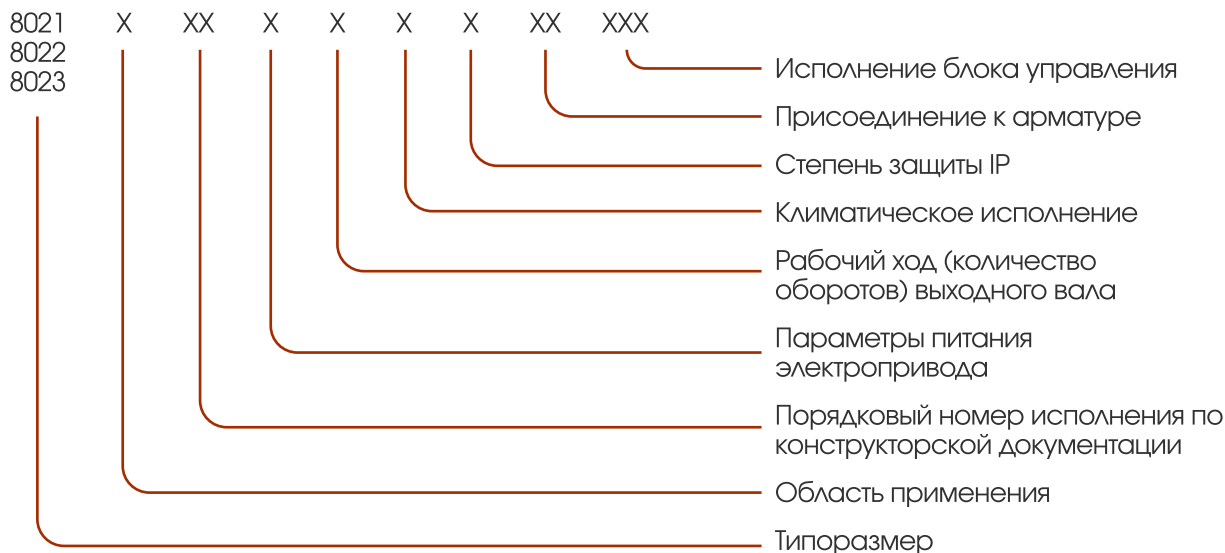 8021 X XX X X X X XX XXX
8022
8023
Исполнение блока управления
Присоединение к арматуре
Степень защиты IP
Климатическое исполнение
Рабочий ход (количество
оборотов) выходного вала
Параметры питания
электропривода
Порядковый номер исполнения по
конструкторской документации
Область применения
Типоразмер